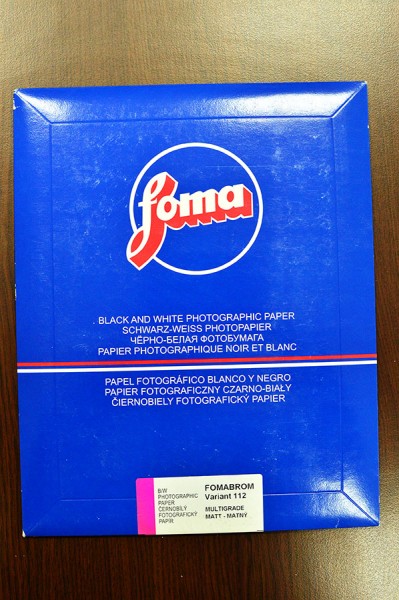 foma
BLACK AND WHITE PHOTOGRAPHIC PAPER
SCHWARZ-WEISS PHOTOPAPIER
ЧЁРНО-БЕЛАЯ ФОТОБУМАГА
PAPIER PHOTOGRAPHIQUE NOIR ET BLANC
PAPEL FOTOGRÁFICO BLANCO Y NEGRO
PAPIER FOTOGRAFICZNY CZARNO-BIAŁY
ČIERNOBIELY FOTOGRAFICKÝ PAPIER
B/W
PHOTOGRAPHIC
PAPER
ČERNOBÍLÝ
FOTOGRAFICKÝ
PAPÍR
FOMABROM
Variant 112
MULTIGRADE
MATT - MATNÝ